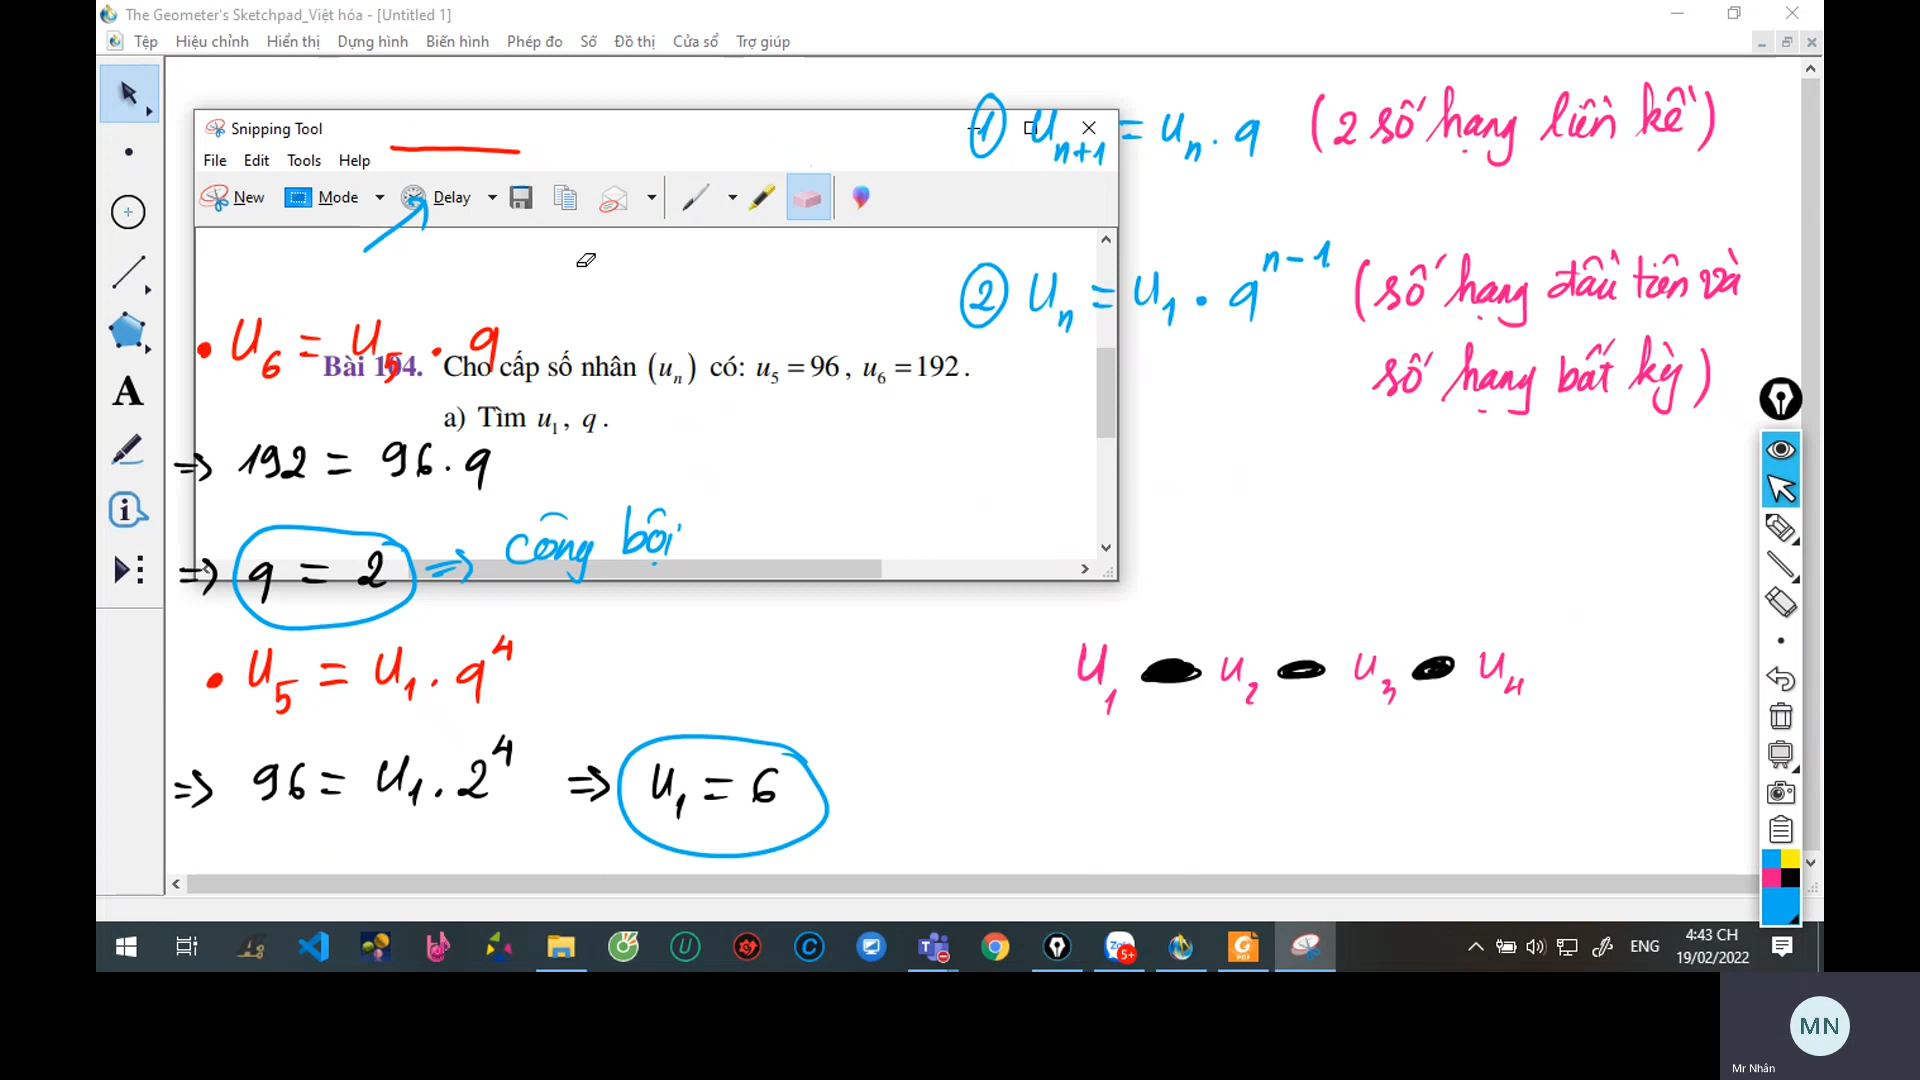 The Geometer's Sketchpad_Việt hóa - [Untitled 1]
Tệp Hiệu chỉnh Hiển thị Dựng hình Biến hình Phép đo Số Đồ thị Cửa sổ Trợ giúp
Snipping Tool
File Edit Tools Help
New Mode Delay
① Uₙ₊₁ = Uₙ . q (2 số hạng liền kề)
② Uₙ = U₁ . qⁿ⁻¹ (số hạng đầu tiên và
số hạng bất kỳ)
• U₆ = U₅ . q
Bài 104. Cho cấp số nhân (uₙ) có: u₅ = 96, u₆ = 192.
a) Tìm u₁, q.
⇒ 192 = 96 . q
⇒ q = 2 ⇒ công bội
• U₅ = U₁ . q⁴
U₁ U₂ U₃ U₄
⇒ 96 = U₁ . 2⁴ ⇒ U₁ = 6
A
ENG
4:43 CH
19/02/2022
5+
MN
Mr Nhân